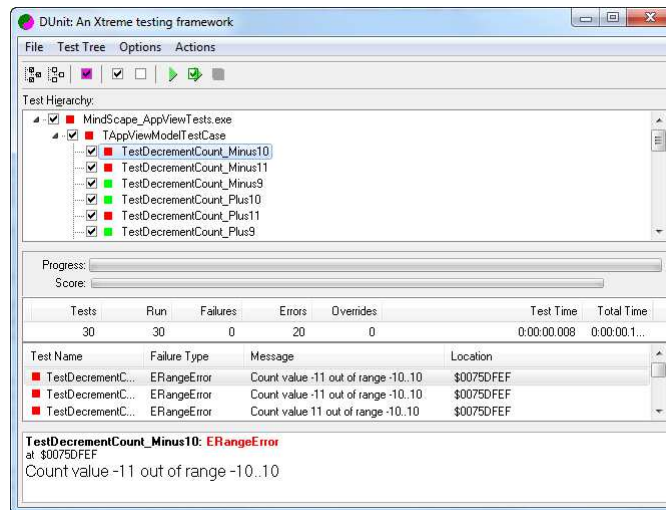 DUnit: An Xtreme testing framework
File Test Tree Options Actions
Test Hierarchy:
MindScape_AppViewTests.exe
TAppViewModelTestCase
TestDecrementCount_Minus10
TestDecrementCount_Minus11
TestDecrementCount_Minus9
TestDecrementCount_Plus10
TestDecrementCount_Plus11
TestDecrementCount_Plus9
Progress:
Score:
Tests Run Failures Errors Overrides Test Time Total Time
30 30 0 20 0 0:00:00.008 0:00:00.1...
Test Name Failure Type Message Location
TestDecrementC... ERangeError Count value -11 out of range -10..10 $0075DFEF
TestDecrementC... ERangeError Count value -11 out of range -10..10 $0075DFEF
TestDecrementC... ERangeError Count value 11 out of range -10..10 $0075DFEF
TestDecrementCount_Minus10: ERangeError
at $0075DFEF
Count value -11 out of range -10..10